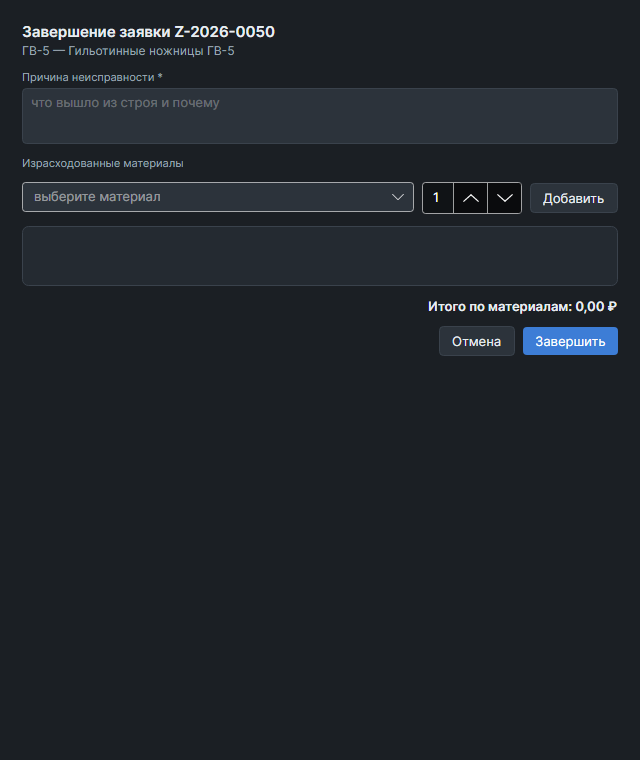 Завершение заявки Z-2026-0050
ГВ-5 — Гильотинные ножницы ГВ-5
Причина неисправности *
что вышло из строя и почему
Израсходованные материалы
выберите материал
1
Добавить
Итого по материалам: 0,00 ₽
Отмена
Завершить